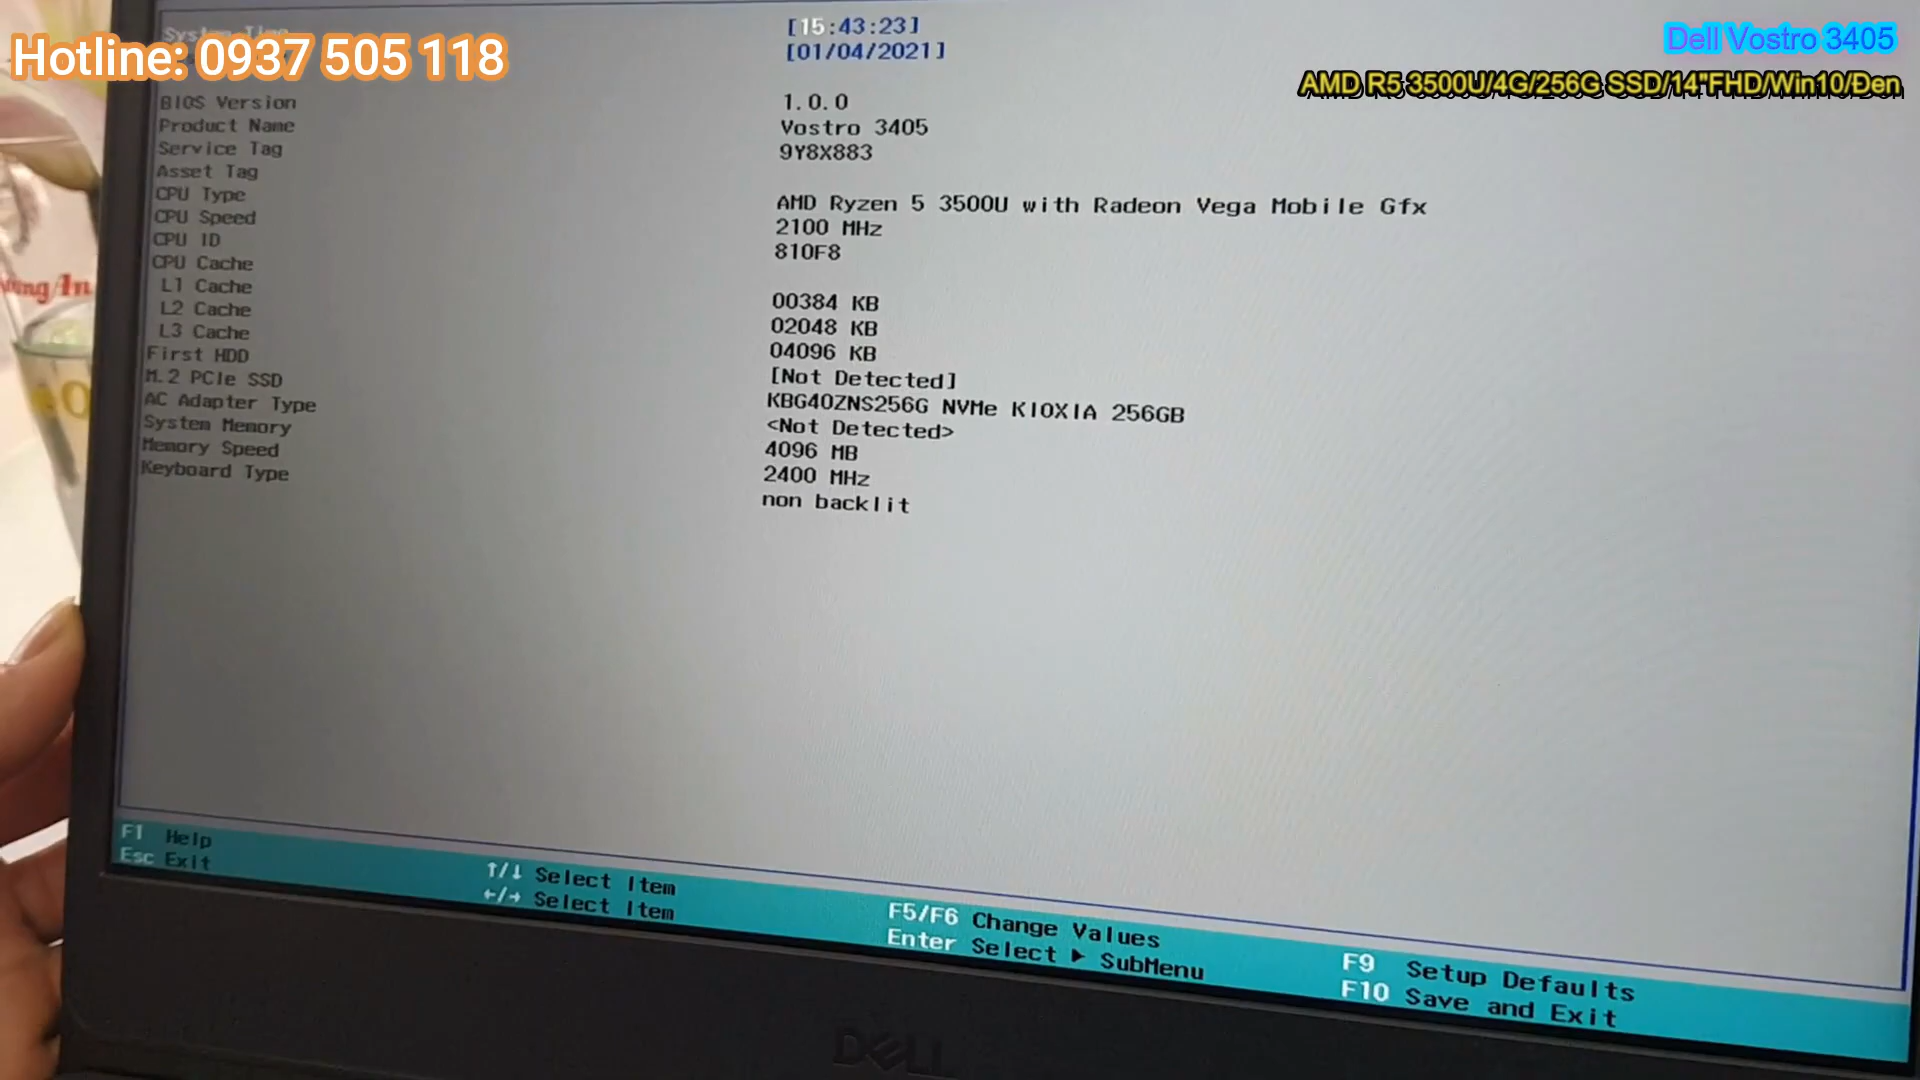 Dell Vostro 3405
Hotline: 0937 505 118
AMD R5 3500U/4G/256G SSD/14"FHD/Win10/Đen
System Time [15:43:23]
[01/04/2021]
BIOS Version 1.0.0
Product Name Vostro 3405
Service Tag 9Y8X883
Asset Tag
CPU Type AMD Ryzen 5 3500U with Radeon Vega Mobile Gfx
CPU Speed 2100 MHz
CPU ID 810F8
CPU Cache
L1 Cache 00384 KB
L2 Cache 02048 KB
L3 Cache 04096 KB
First HDD [Not Detected]
M.2 PCIe SSD KBG40ZNS256G NVMe KIOXIA 256GB
AC Adapter Type <Not Detected>
System Memory 4096 MB
Memory Speed 2400 MHz
Keyboard Type non backlit
F1 Help ↑/↓ Select Item F5/F6 Change Values F9 Setup Defaults
Esc Exit ←/→ Select Item Enter Select ▶ SubMenu F10 Save and Exit
DELL